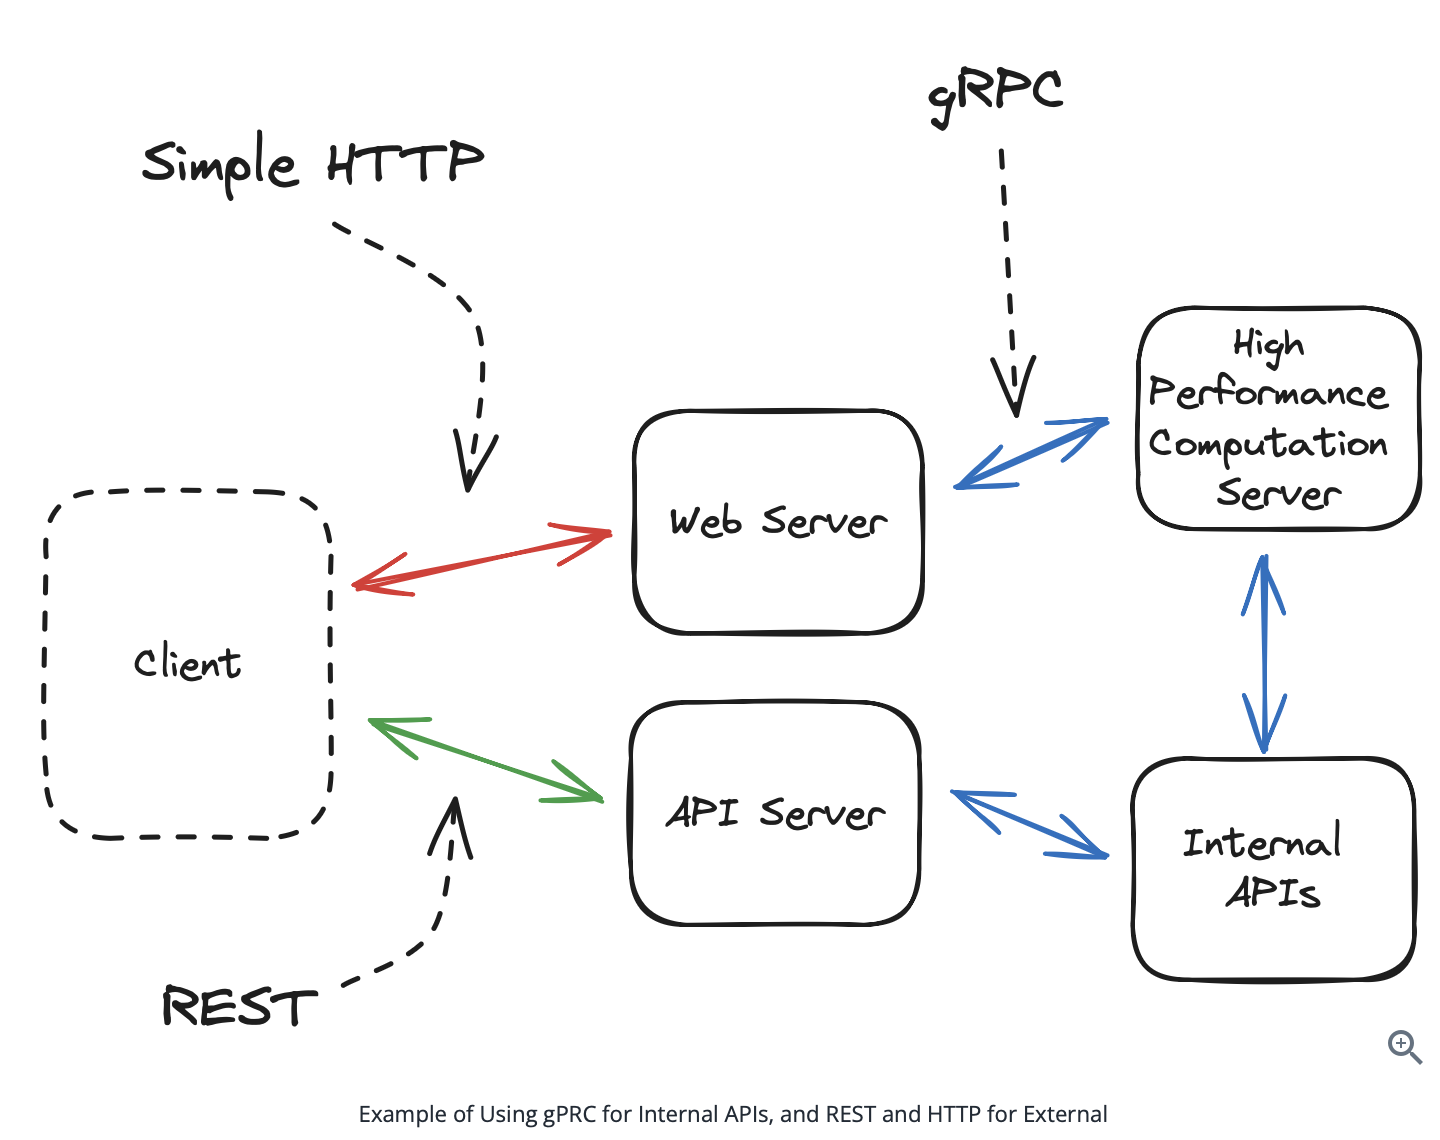 gRPC
Simple HTTP
High
Performance
Computation
Server
Web Server
Client
API Server
Internal
APIs
REST
Example of Using gPRC for Internal APIs, and REST and HTTP for External